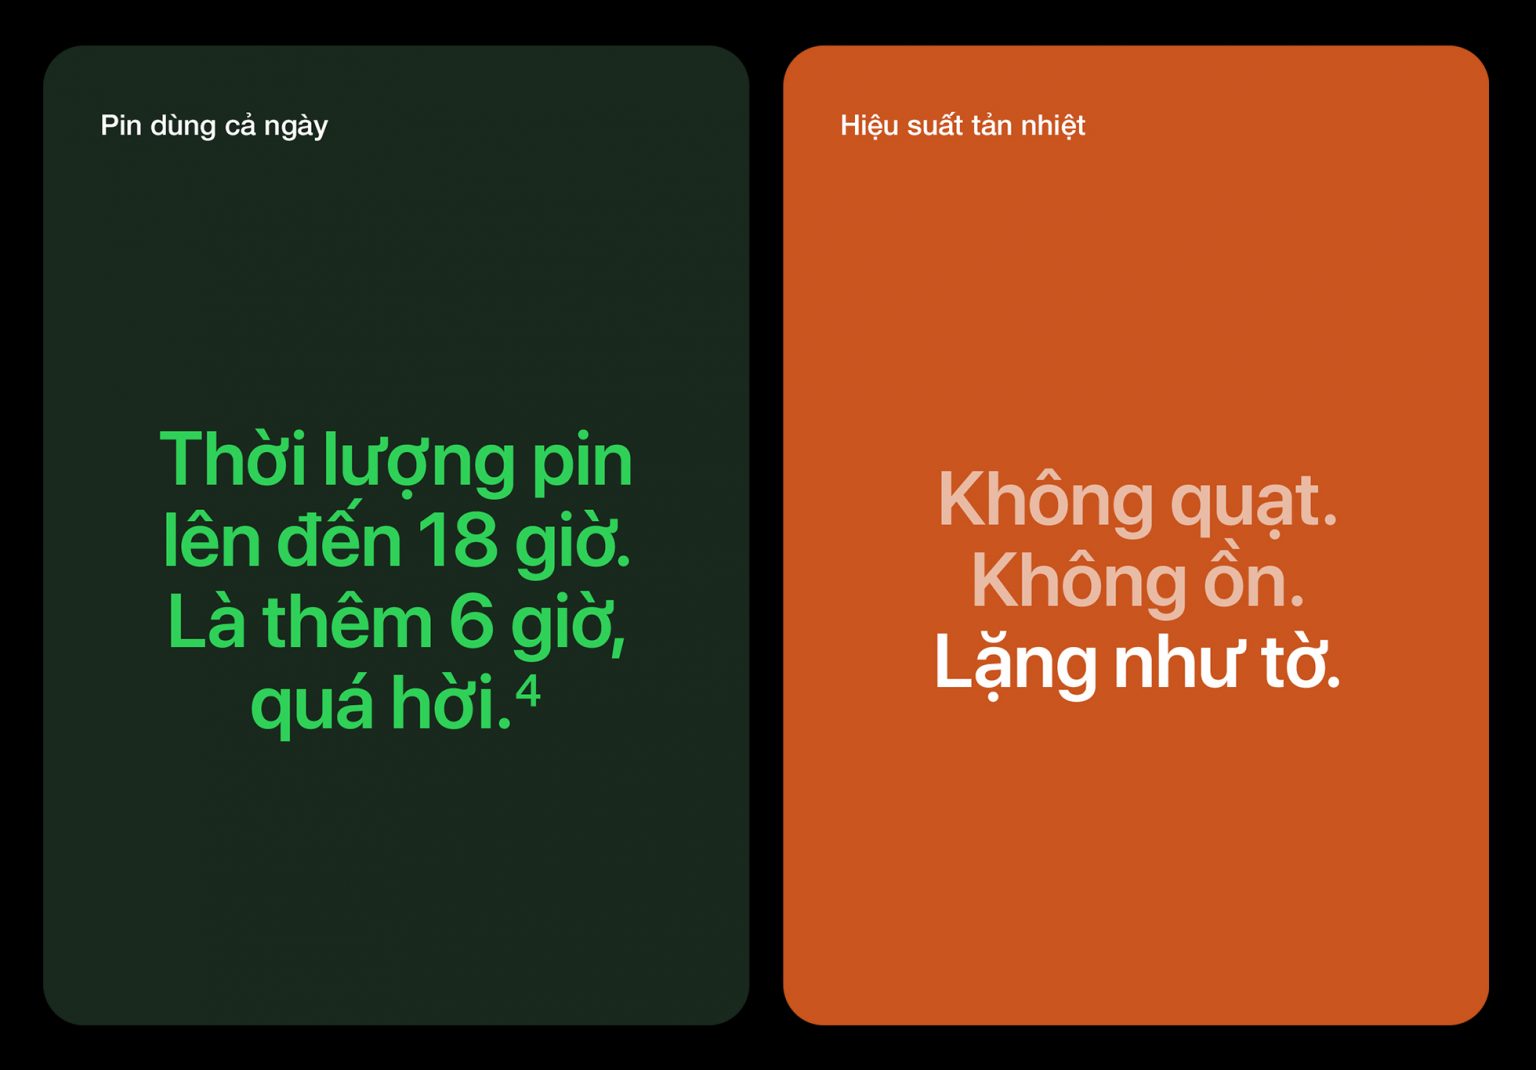 Pin dùng cả ngày
Thời lượng pin
lên đến 18 giờ.
Là thêm 6 giờ,
quá hời.⁴
Hiệu suất tản nhiệt
Không quạt.
Không ồn.
Lặng như tờ.